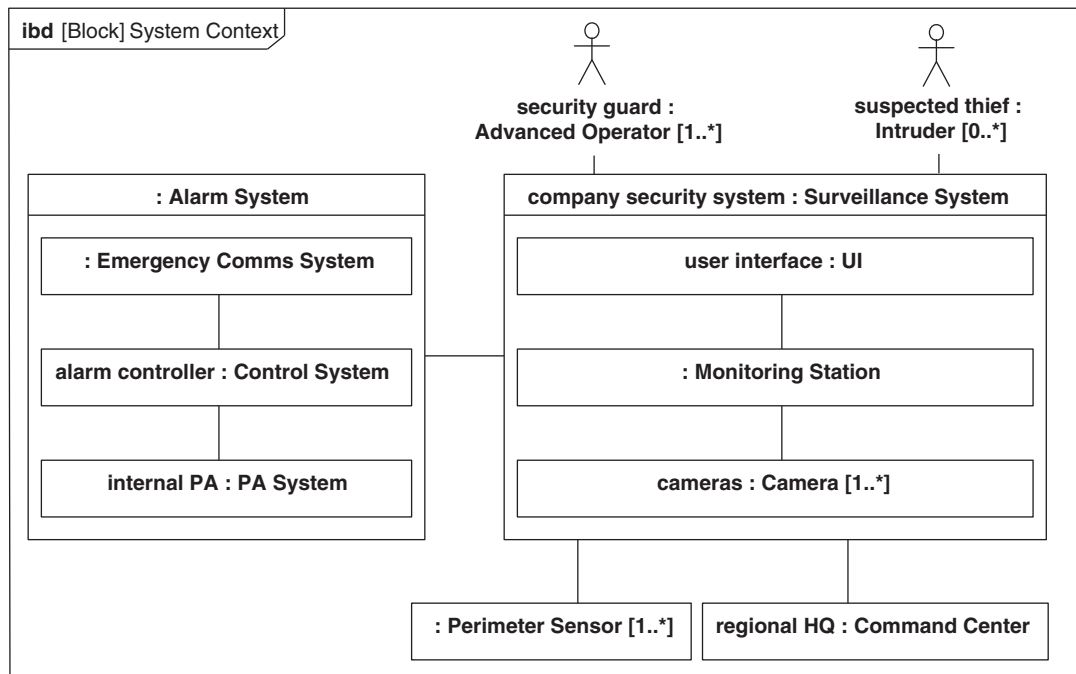 ibd [Block] System Context
security guard :
Advanced Operator [1..*]
suspected thief :
Intruder [0..*]
: Alarm System
: Emergency Comms System
alarm controller : Control System
internal PA : PA System
company security system : Surveillance System
user interface : UI
: Monitoring Station
cameras : Camera [1..*]
: Perimeter Sensor [1..*]
regional HQ : Command Center